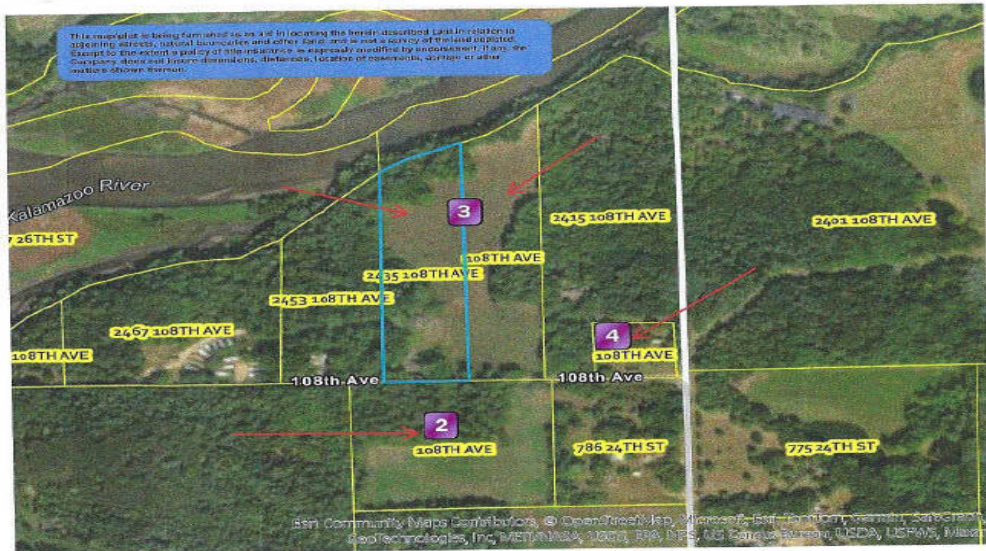 This map/plat is being furnished as an aid in locating the herein described Land in relation to
adjoining streets, natural boundaries and other land, and is not a survey of the land depicted.
Except to the extent a policy of title insurance is expressly modified by endorsement, if any, the
Company does not insure dimensions, distances, location of easements, acreage or other
matters shown thereon.
Kalamazoo River
7 26TH ST
3
2415 108TH AVE
2401 108TH AVE
108TH AVE
2435 108TH AVE
2453 108TH AVE
2467 108TH AVE
4
108TH AVE
108TH AVE
108th Ave
108th Ave
2
108TH AVE
786 24TH ST
775 24TH ST
Esri Community Maps Contributors, © OpenStreetMap, Microsoft, Esri, TomTom, Garmin, SafeGraph,
GeoTechnologies, Inc, METI/NASA, USGS, EPA, NPS, US Census Bureau, USDA, USFWS, Maxar